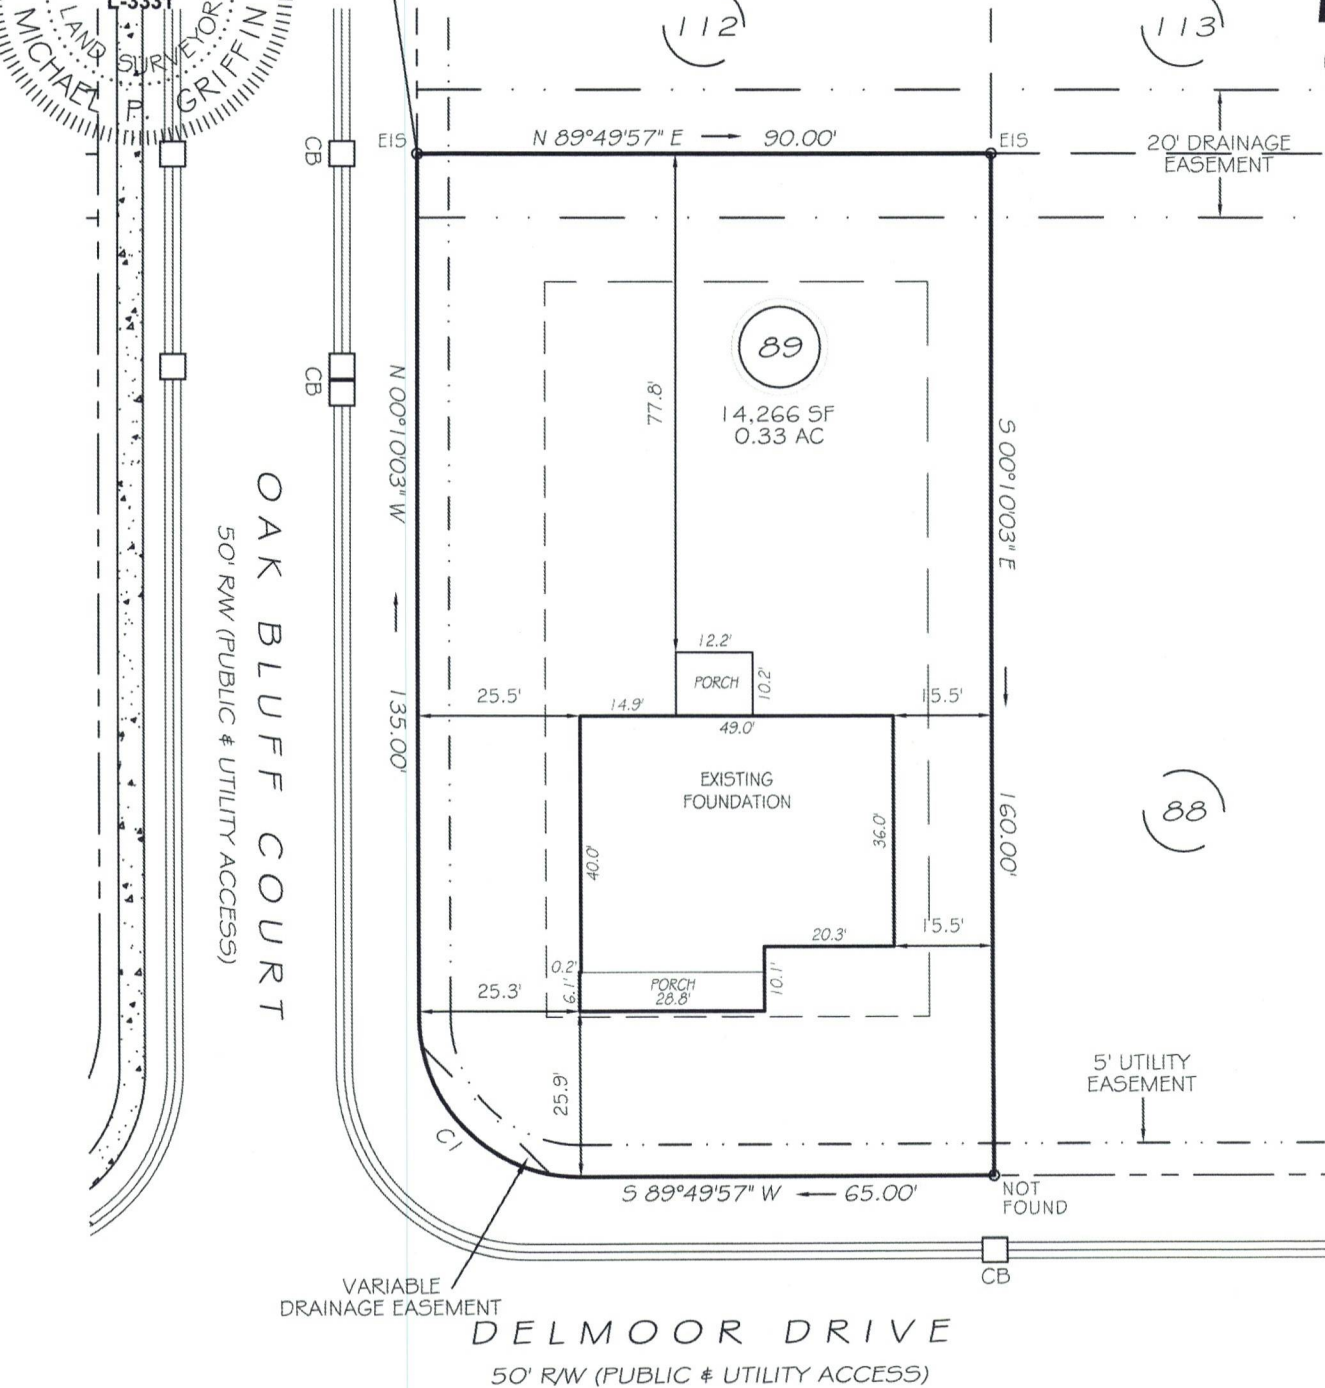 L-3331
LAND SURVEYOR
MICHAEL P. GRIFFIN
112
113
EIS
N 89°49'57" E
90.00'
EIS
20' DRAINAGE
EASEMENT
CB
CB
89
14,266 SF
0.33 AC
77.8'
N 00°10'03" W
135.00'
S 00°10'03" E
160.00'
OAK BLUFF COURT
50' R/W (PUBLIC & UTILITY ACCESS)
12.2'
PORCH
10.2'
25.5'
14.9'
49.0'
15.5'
EXISTING
FOUNDATION
40.0'
36.0'
88
20.3'
15.5'
0.2'
PORCH
28.8'
6.1'
10.1'
25.3'
25.9'
5' UTILITY
EASEMENT
C1
S 89°49'57" W
65.00'
NOT
FOUND
CB
VARIABLE
DRAINAGE EASEMENT
DELMOOR DRIVE
50' R/W (PUBLIC & UTILITY ACCESS)